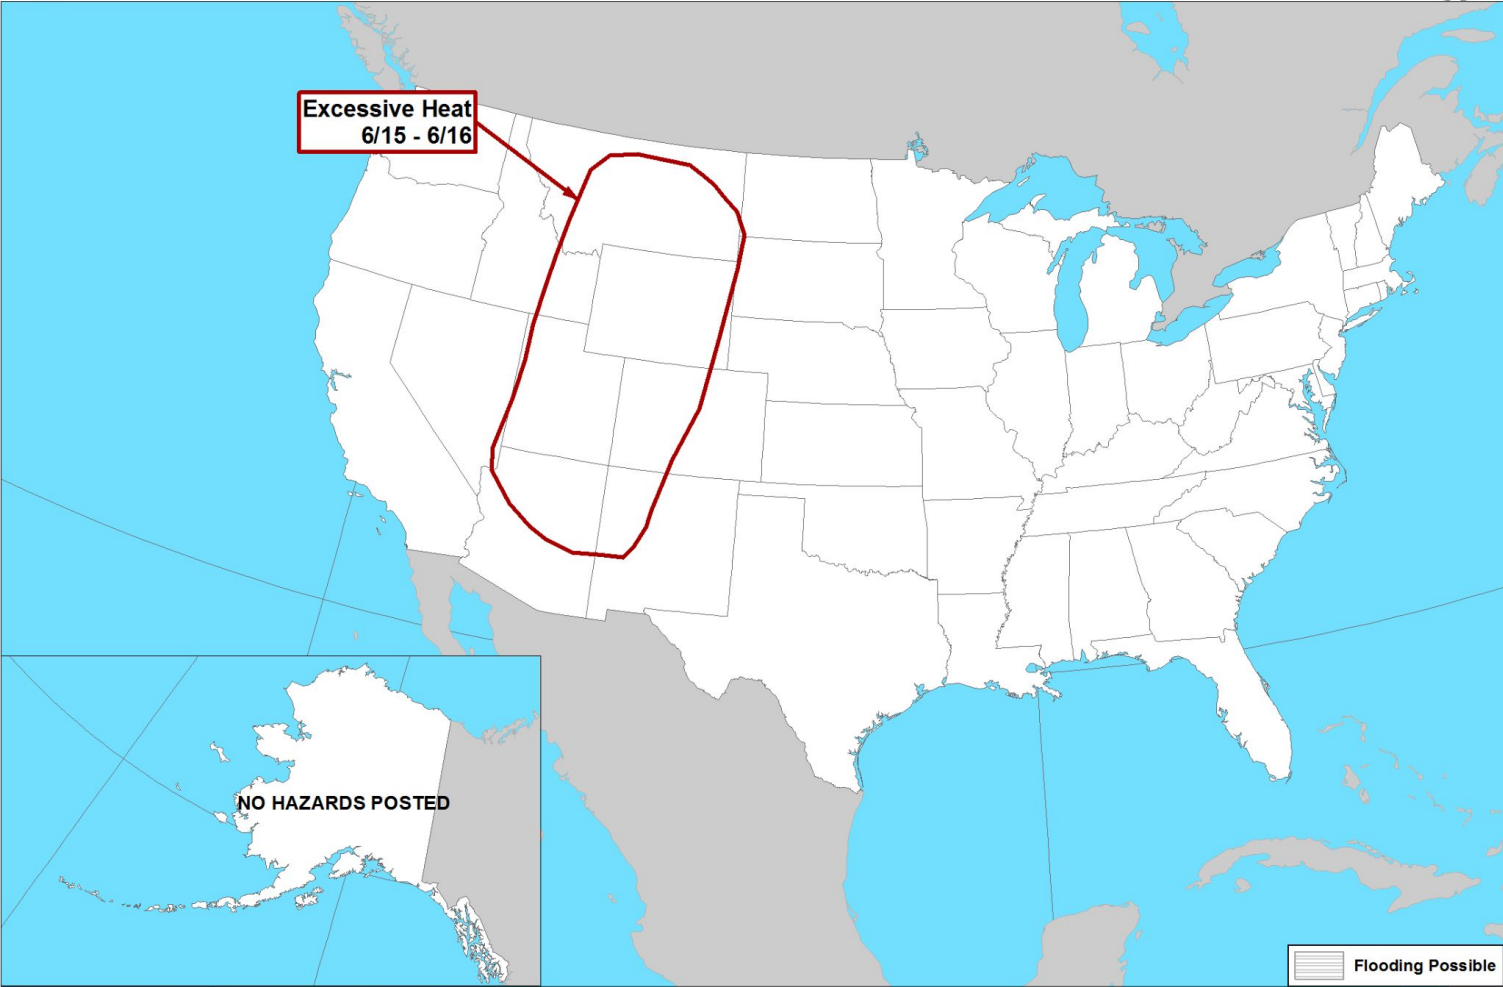 Excessive Heat
6/15 - 6/16
NO HAZARDS POSTED
Flooding Possible